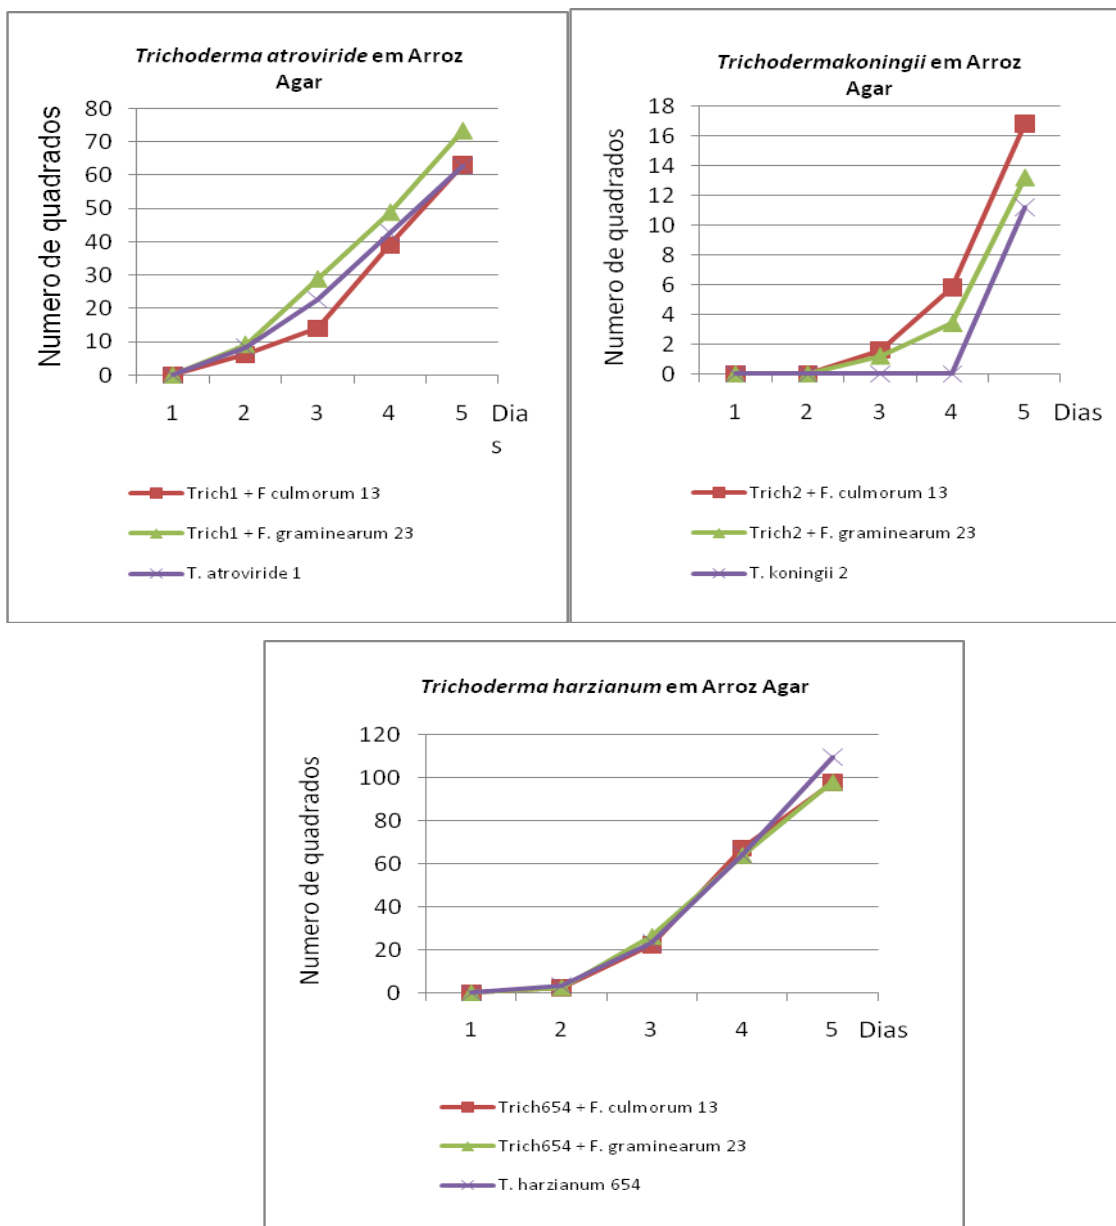 Trichoderma atroviride em Arroz
Agar
Numero de quadrados
80
70
60
50
40
30
20
10
0
1 2 3 4 5 Dia
s
Trich1 + F culmorum 13
Trich1 + F. graminearum 23
T. atroviride 1
Trichodermakoningii em Arroz
Agar
Numero de quadrados
18
16
14
12
10
8
6
4
2
0
1 2 3 4 5 Dias
Trich2 + F. culmorum 13
Trich2 + F. graminearum 23
T. koningii 2
Trichoderma harzianum em Arroz Agar
Numero de quadrados
120
100
80
60
40
20
0
1 2 3 4 5 Dias
Trich654 + F. culmorum 13
Trich654 + F. graminearum 23
T. harzianum 654